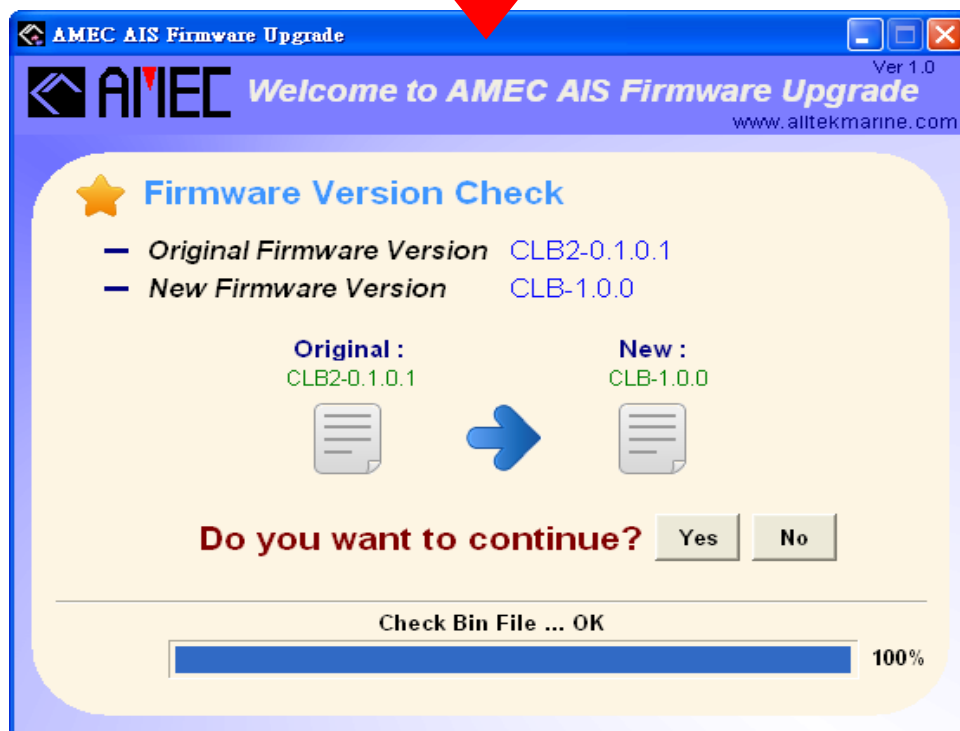 AMEC AIS Firmware Upgrade
Ver 1.0
AMEC Welcome to AMEC AIS Firmware Upgrade
www.alltekmarine.com
Firmware Version Check
Original Firmware Version CLB2-0.1.0.1
New Firmware Version CLB-1.0.0
Original : New :
CLB2-0.1.0.1 CLB-1.0.0
Do you want to continue? Yes No
Check Bin File ... OK
100%